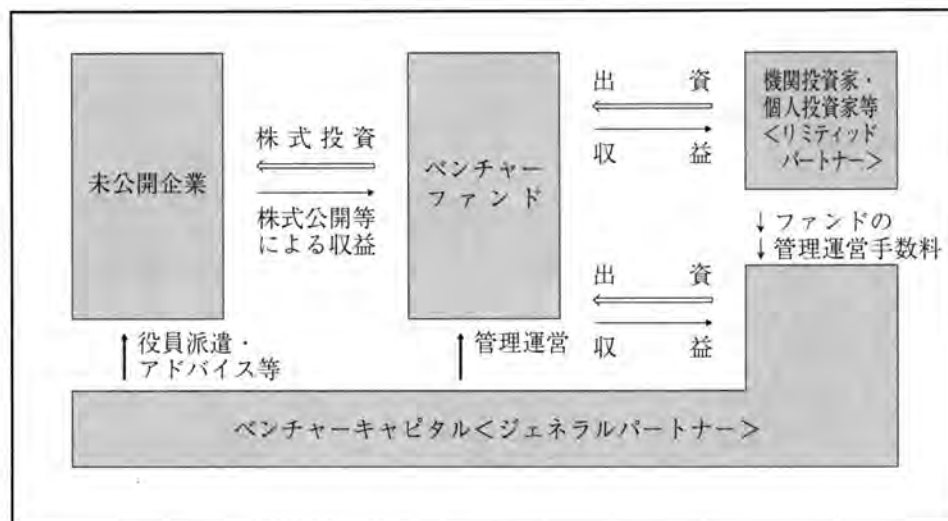 未公開企業
株式投資
株式公開等
による収益
ベンチャー
ファンド
出資
収益
機関投資家・
個人投資家等
<リミティッド
パートナー>
↓ファンドの
↓管理運営手数料
出資
収益
役員派遣・
アドバイス等
管理運営
ベンチャーキャピタル<ジェネラルパートナー>